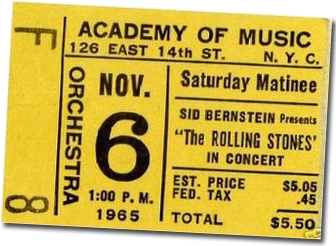 F
8
ACADEMY OF MUSIC
126 EAST 14th ST. N. Y. C.
ORCHESTRA
NOV.
6
1:00 P. M.
1965
Saturday Matinee
SID BERNSTEIN Presents
"The ROLLING STONES'
IN CONCERT
EST. PRICE $5.05
FED. TAX .45
TOTAL $5.50